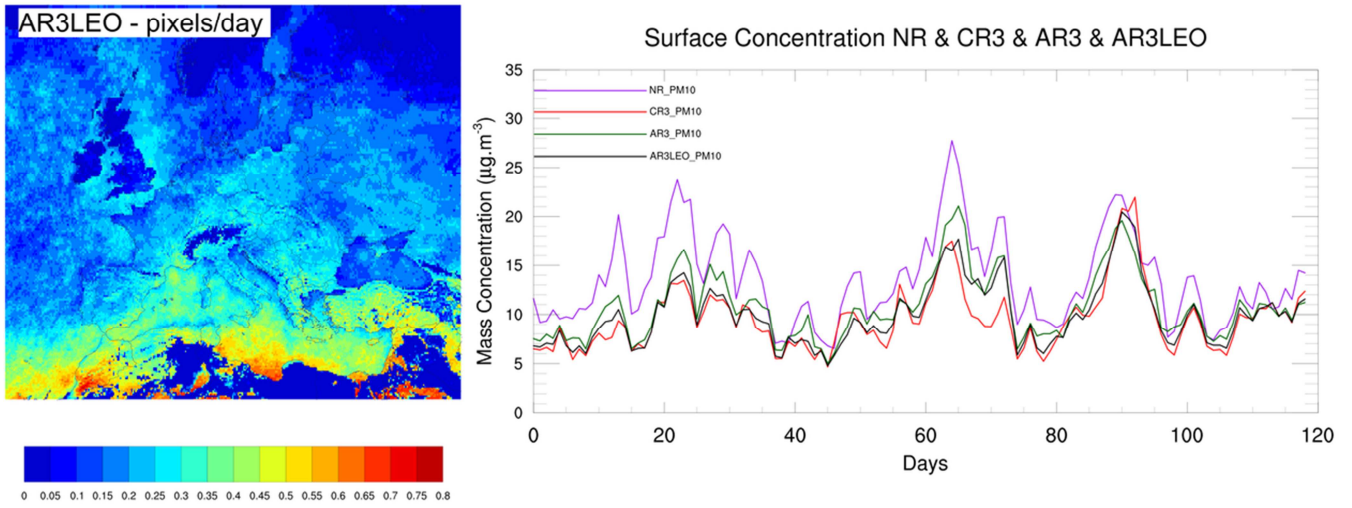 AR3LEO - pixels/day
0 0.05 0.1 0.15 0.2 0.25 0.3 0.35 0.4 0.45 0.5 0.55 0.6 0.65 0.7 0.75 0.8
Surface Concentration NR & CR3 & AR3 & AR3LEO
Mass Concentration (μg.m⁻³)
35
30
25
20
15
10
5
0
NR_PM10
CR3_PM10
AR3_PM10
AR3LEO_PM10
0 20 40 60 80 100 120
Days